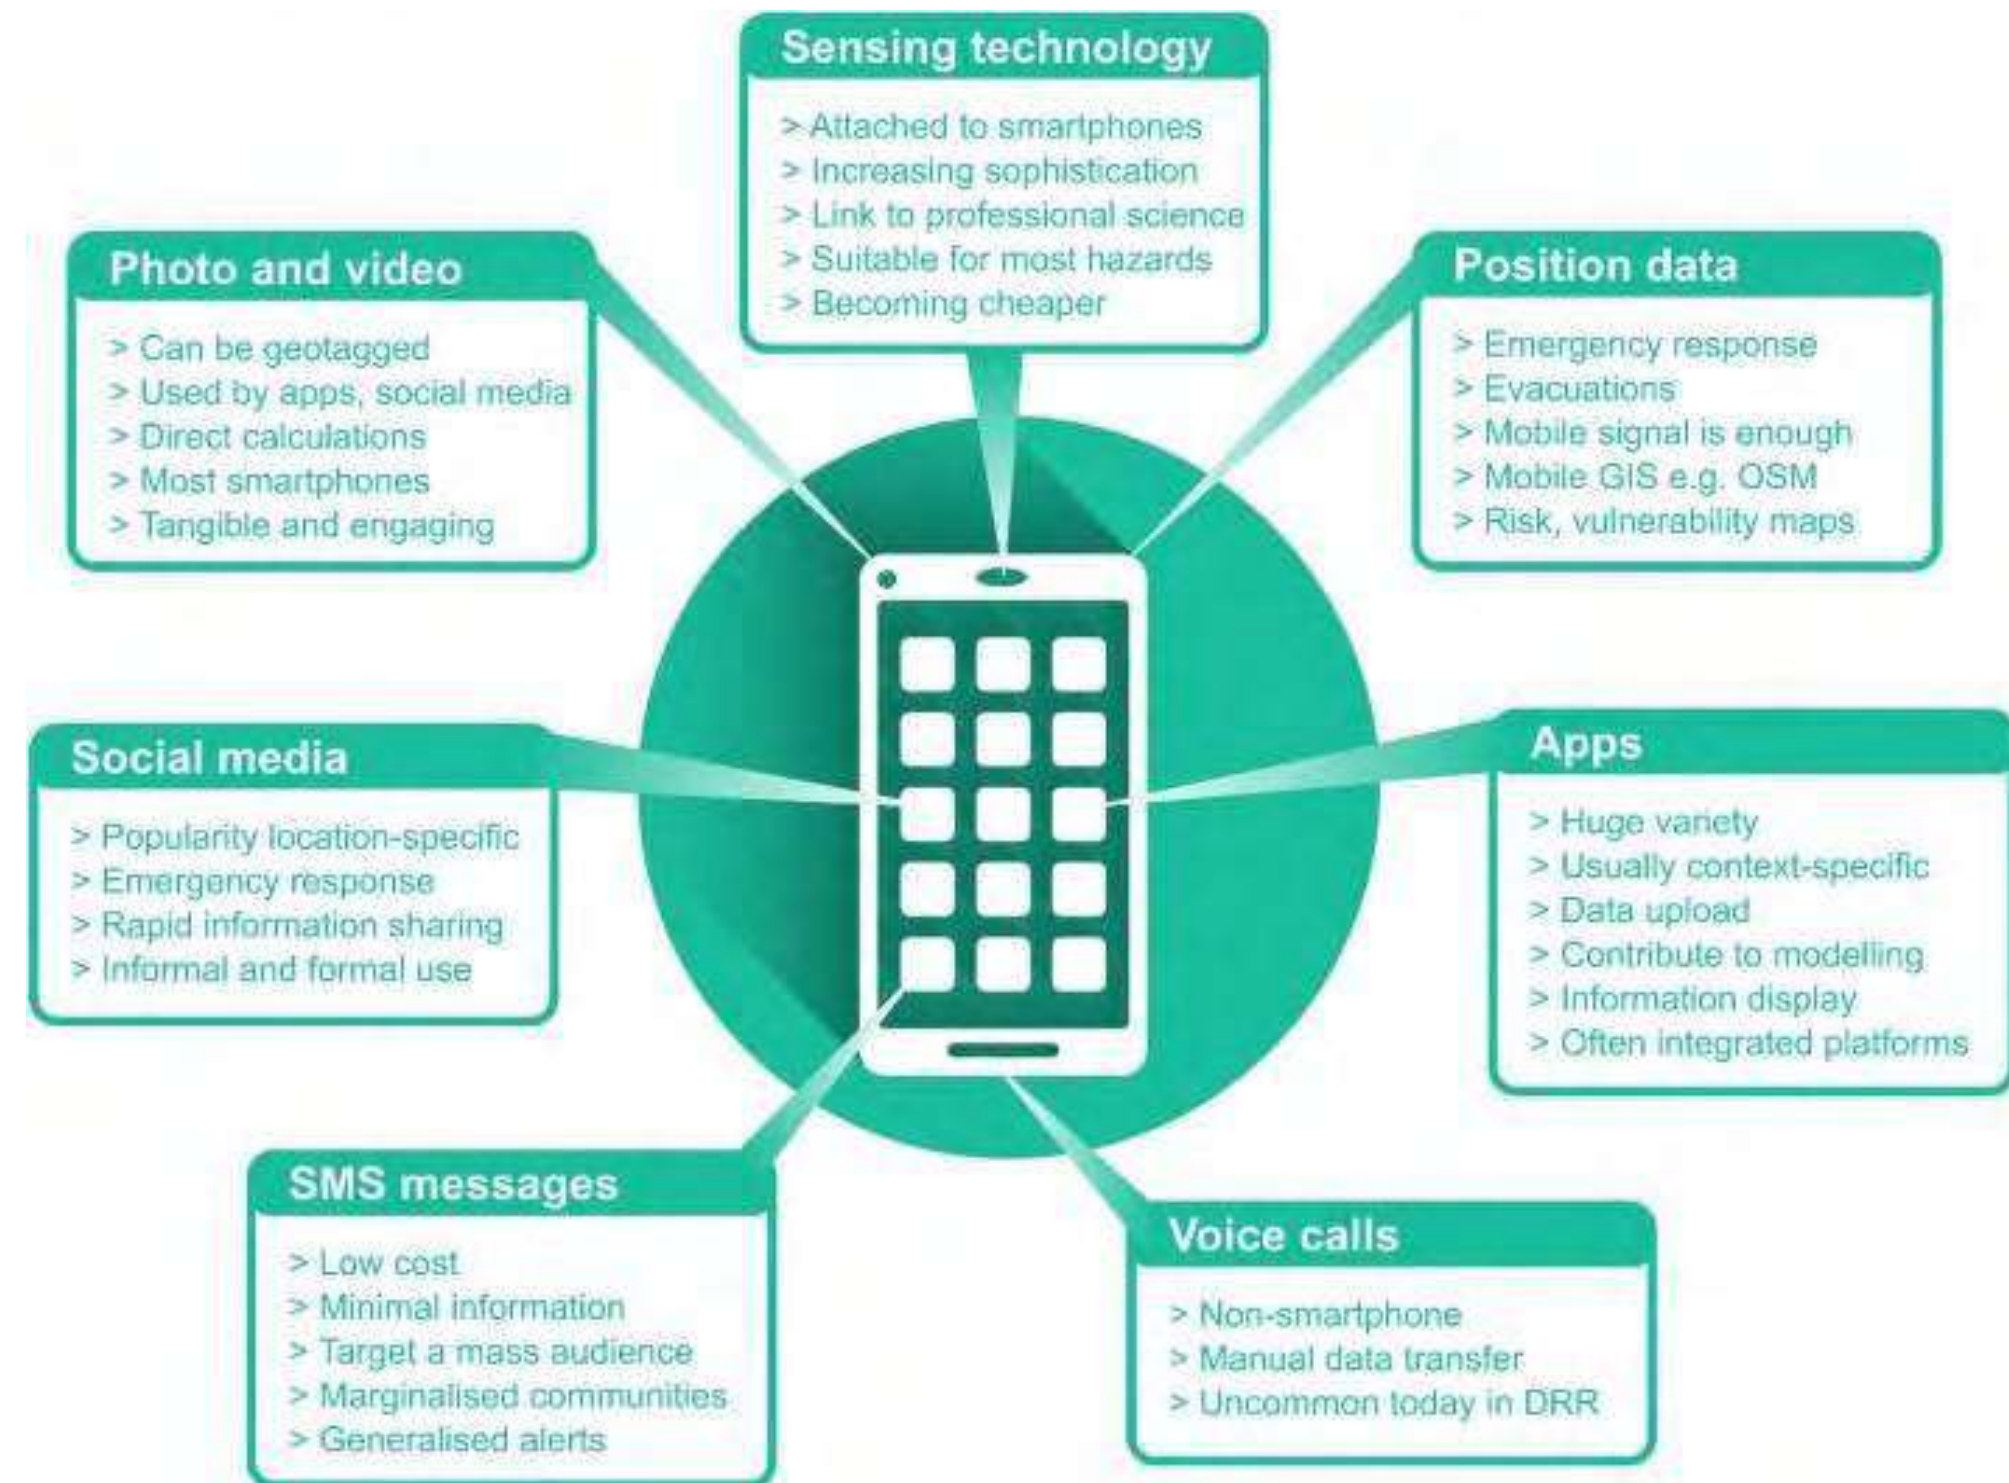 Sensing technology
> Attached to smartphones
> Increasing sophistication
> Link to professional science
> Suitable for most hazards
> Becoming cheaper
Photo and video
> Can be geotagged
> Used by apps, social media
> Direct calculations
> Most smartphones
> Tangible and engaging
Position data
> Emergency response
> Evacuations
> Mobile signal is enough
> Mobile GIS e.g. OSM
> Risk, vulnerability maps
Social media
> Popularity location-specific
> Emergency response
> Rapid information sharing
> Informal and formal use
Apps
> Huge variety
> Usually context-specific
> Data upload
> Contribute to modelling
> Information display
> Often integrated platforms
SMS messages
> Low cost
> Minimal information
> Target a mass audience
> Marginalised communities
> Generalised alerts
Voice calls
> Non-smartphone
> Manual data transfer
> Uncommon today in DRR